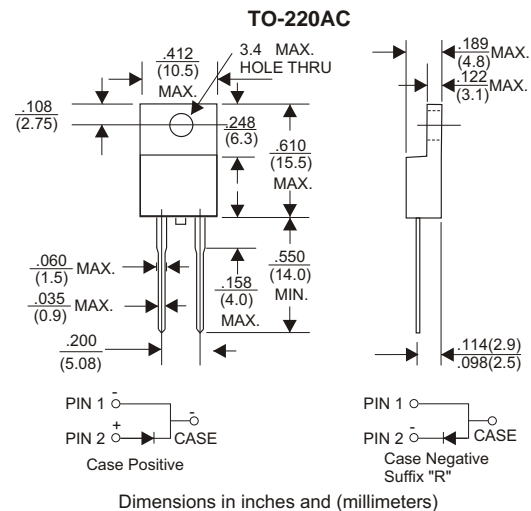 TO-220AC
.412
(10.5)
MAX.
3.4 MAX.
HOLE THRU
.189
(4.8) MAX.
.122
(3.1) MAX.
.108
(2.75)
.248
(6.3)
.610
(15.5)
MAX.
.060
(1.5) MAX.
.035
(0.9) MAX.
.158
(4.0)
MAX.
.550
(14.0)
MIN.
.200
(5.08)
.114(2.9)
.098(2.5)
-
PIN 1
+
PIN 2
-
CASE
Case Positive
PIN 1
-
PIN 2
CASE
Case Negative
Suffix "R"
Dimensions in inches and (millimeters)